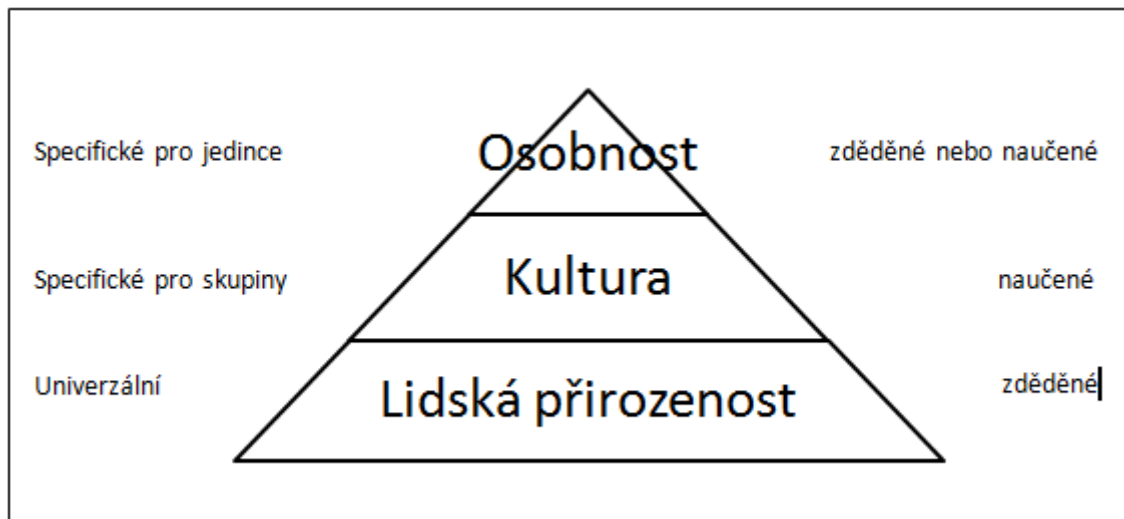 Specifické pro jedince Osobnost zděděné nebo naučené
Specifické pro skupiny Kultura naučené
Univerzální Lidská přirozenost zděděné